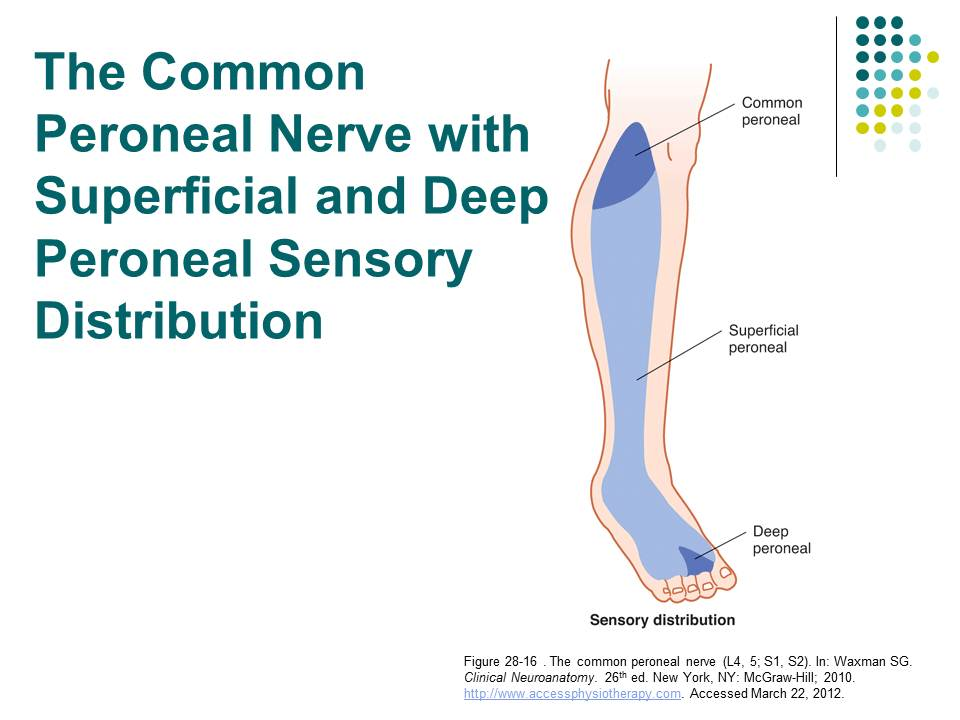 The Common
Peroneal Nerve with
Superficial and Deep
Peroneal Sensory
Distribution
Common
peroneal
Superficial
peroneal
Deep
peroneal
Sensory distribution
Figure 28-16 . The common peroneal nerve (L4, 5; S1, S2). In: Waxman SG.
Clinical Neuroanatomy. 26th ed. New York, NY: McGraw-Hill; 2010.
http://www.accessphysiotherapy.com. Accessed March 22, 2012.